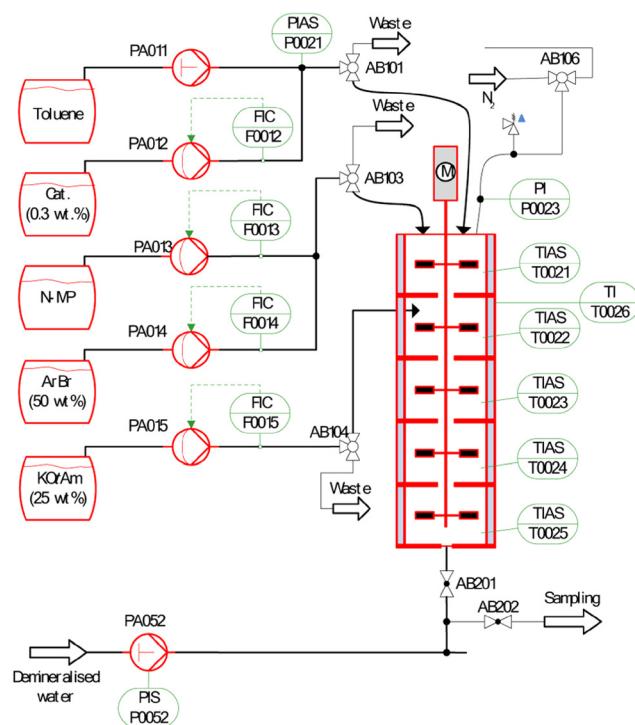 PIAS
P0021
Waste
PA011
AB101
AB106
N2
Toluene
FIC
F0012
PA012
Waste
M
Cat.
(0.3 wt.%)
AB103
PI
P0023
FIC
F0013
PA013
TIAS
T0021
N-MP
TI
T0026
FIC
F0014
PA014
TIAS
T0022
ArBr
(50 wt%)
TIAS
T0023
FIC
F0015
PA015
AB104
KOtAm
(25 wt%)
TIAS
T0024
Waste
TIAS
T0025
AB201
AB202
Sampling
PA052
Demineralised
water
PIS
P0052